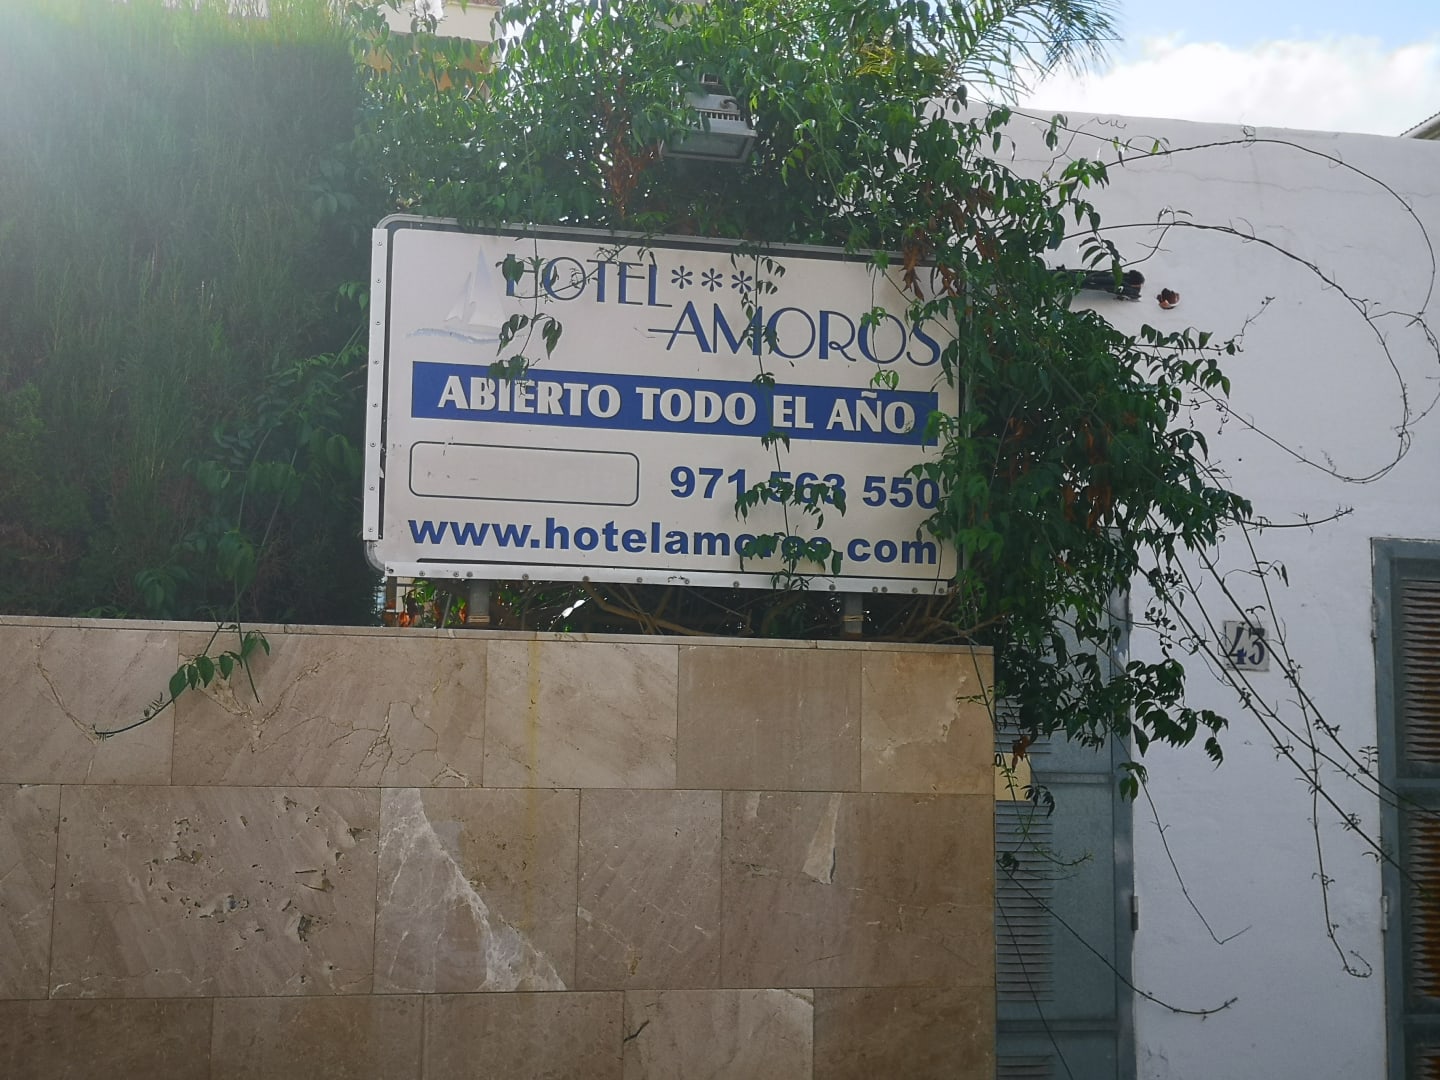 HOTEL***
AMOROS
ABIERTO TODO EL AÑO
971 563 550
www.hotelamoros.com
43